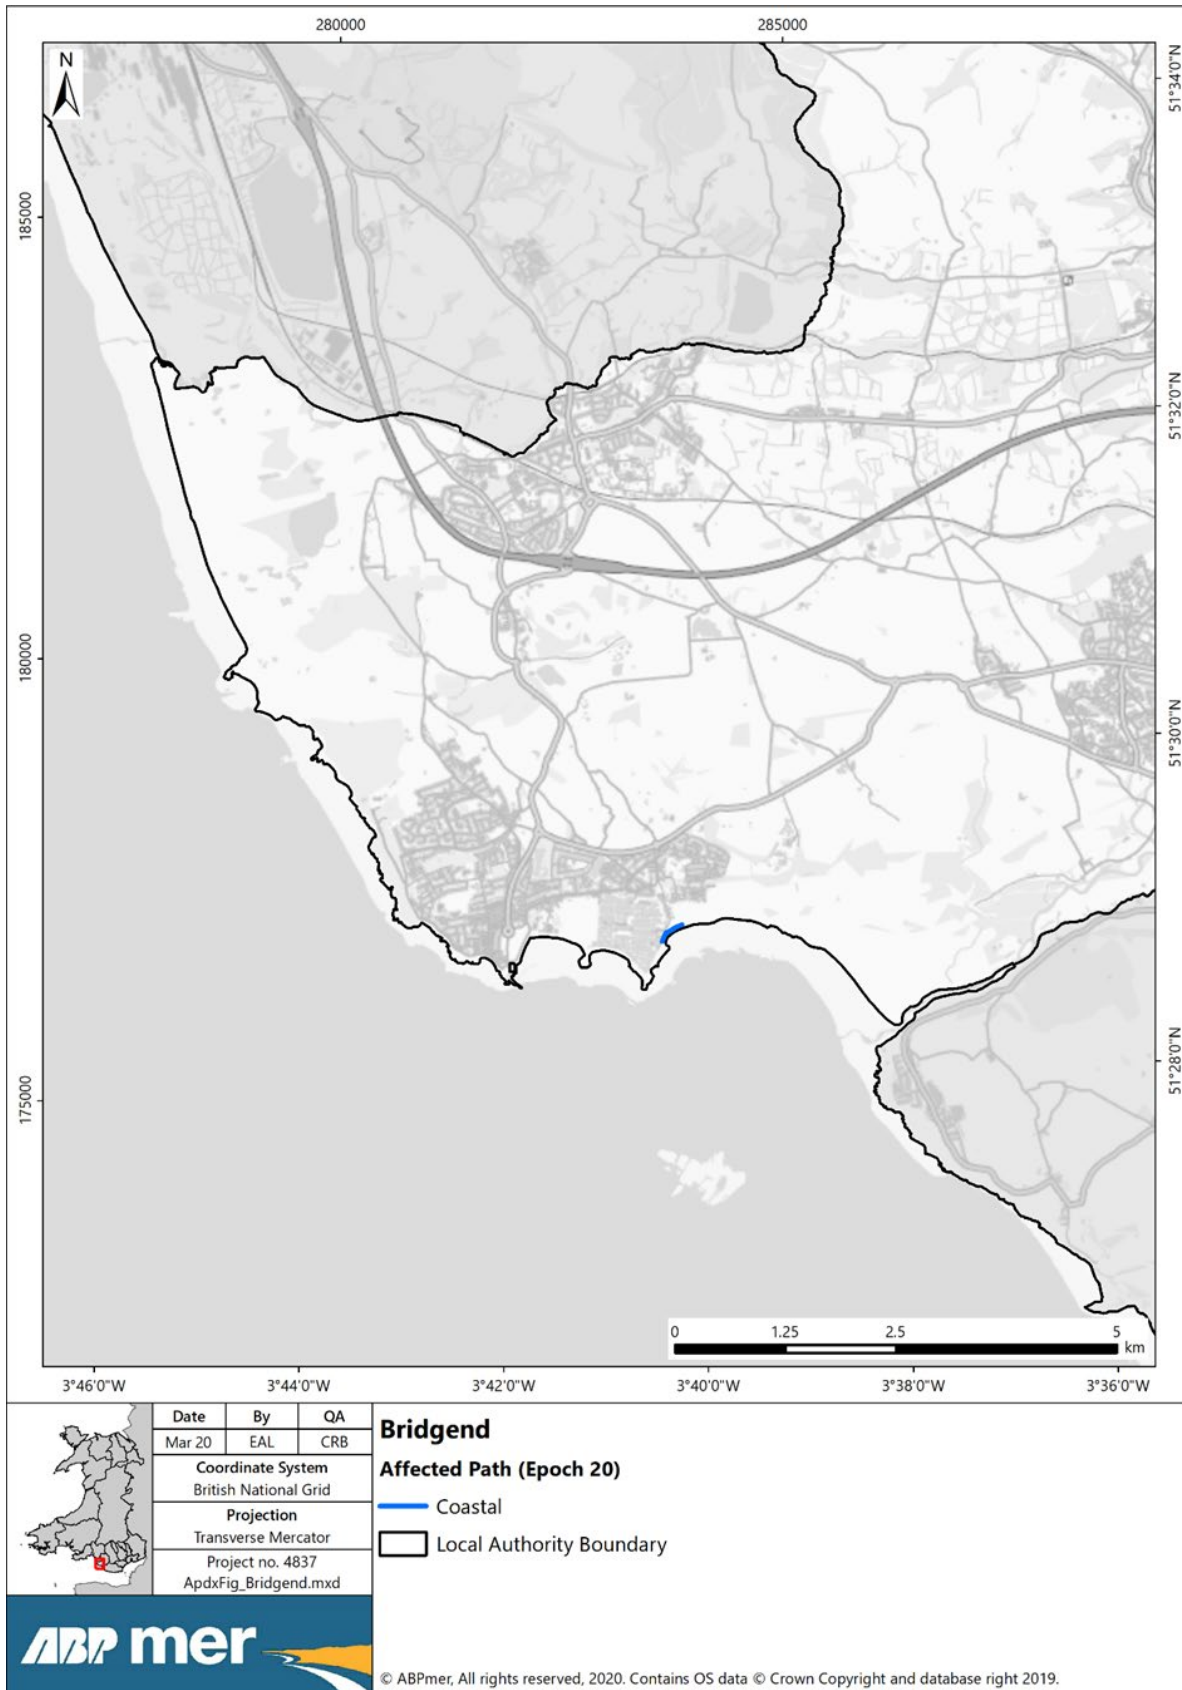 280000
285000
N
51°34'0"N
185000
51°32'0"N
180000
51°30'0"N
51°28'0"N
175000
0 1.25 2.5 5
km
3°46'0"W 3°44'0"W 3°42'0"W 3°40'0"W 3°38'0"W 3°36'0"W
Date By QA
Mar 20 EAL CRB
Coordinate System
British National Grid
Projection
Transverse Mercator
Project no. 4837
ApdxFig_Bridgend.mxd
ABPmer
Bridgend
Affected Path (Epoch 20)
Coastal
Local Authority Boundary
© ABPmer, All rights reserved, 2020. Contains OS data © Crown Copyright and database right 2019.